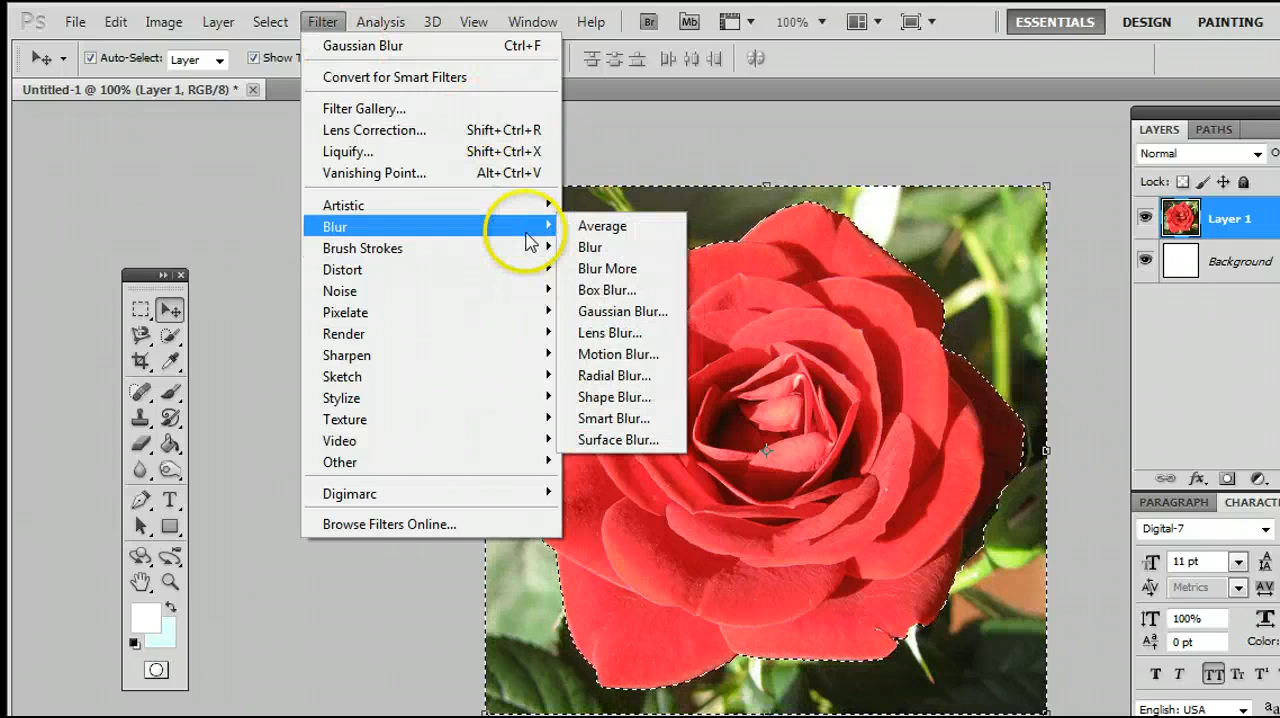 Ps File Edit Image Layer Select Filter Analysis 3D View Window Help Br Mb 100% ESSENTIALS DESIGN PAINTING
Auto-Select: Layer Show T
Untitled-1 @ 100% (Layer 1, RGB/8) *
Gaussian Blur Ctrl+F
Convert for Smart Filters
Filter Gallery...
Lens Correction... Shift+Ctrl+R
Liquify... Shift+Ctrl+X
Vanishing Point... Alt+Ctrl+V
Artistic
Blur
Brush Strokes
Distort
Noise
Pixelate
Render
Sharpen
Sketch
Stylize
Texture
Video
Other
Digimarc
Browse Filters Online...
Average
Blur
Blur More
Box Blur...
Gaussian Blur...
Lens Blur...
Motion Blur...
Radial Blur...
Shape Blur...
Smart Blur...
Surface Blur...
LAYERS PATHS
Normal
Lock:
Layer 1
Background
fx
PARAGRAPH CHARACT
Digital-7
11 pt
Metrics
100%
0 pt Color:
T T TT Tr T¹
English: USA aa